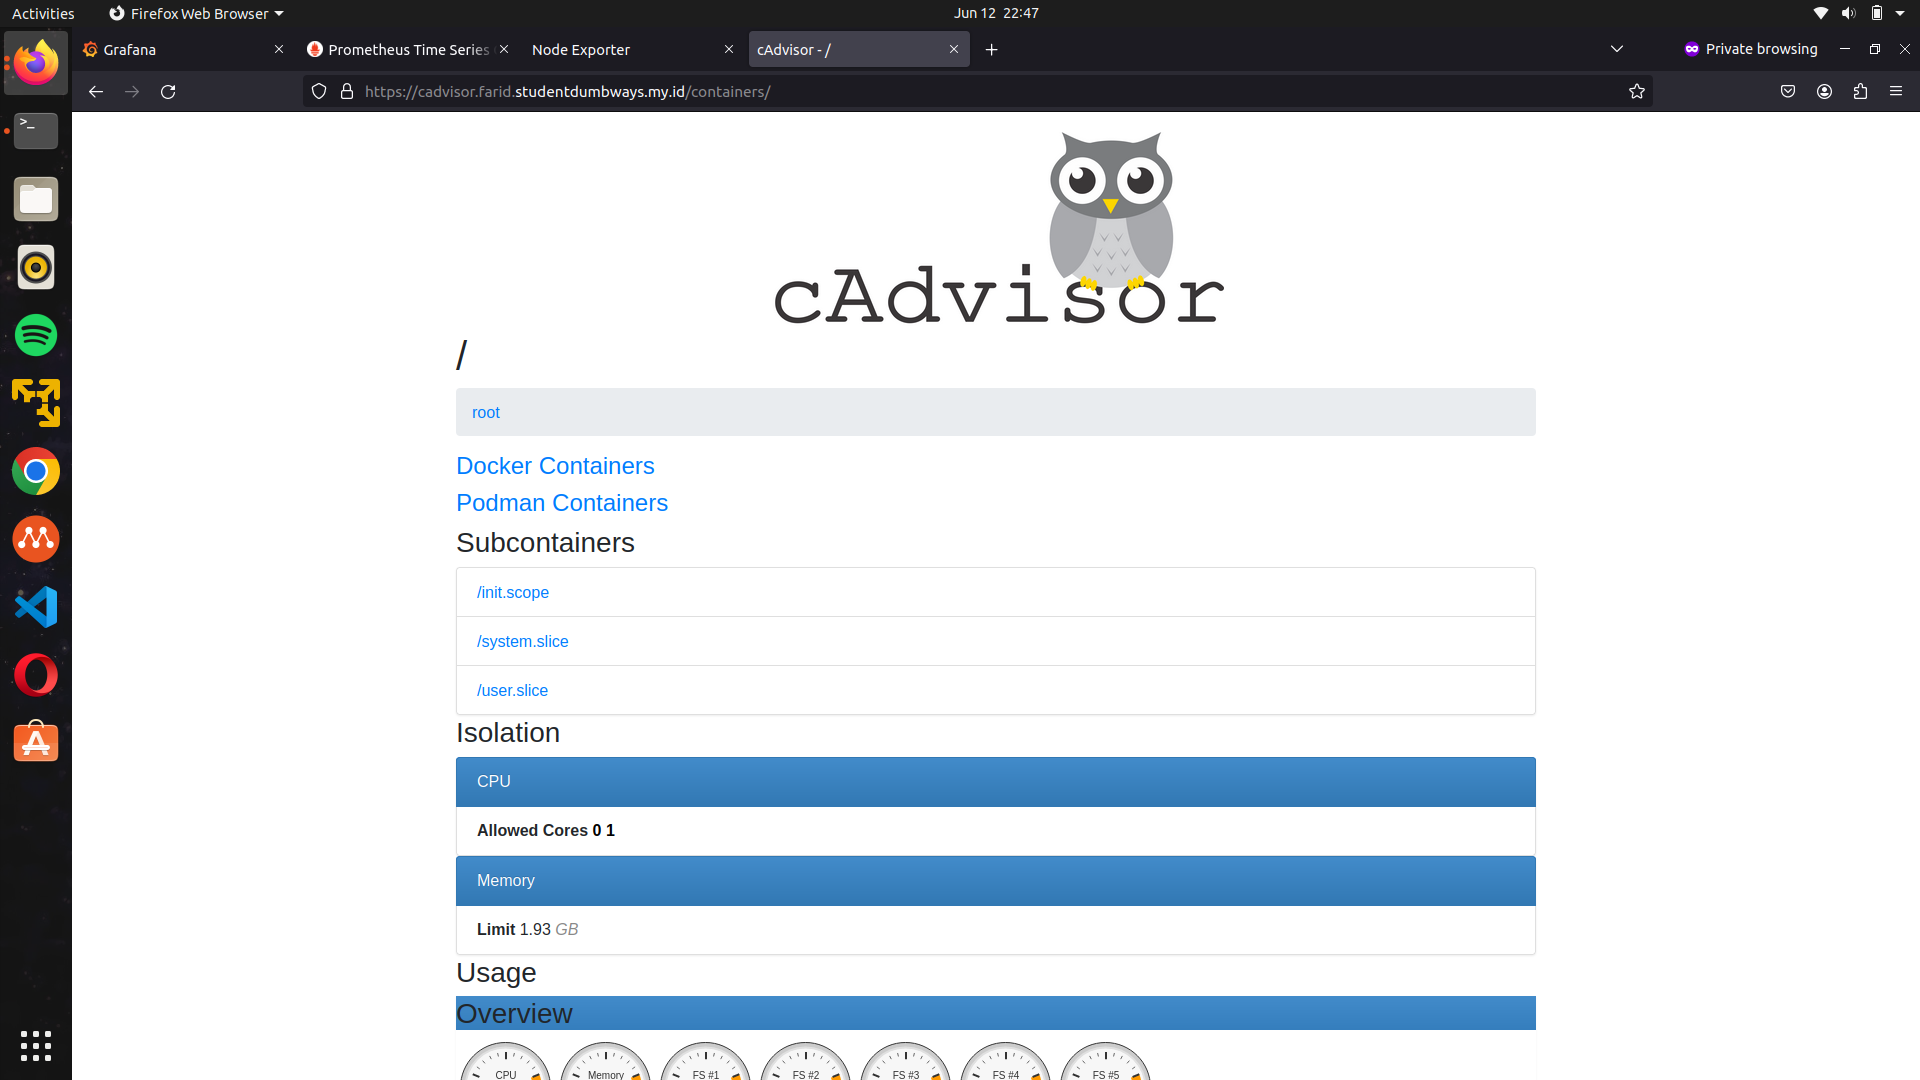 Activities
Firefox Web Browser
Jun 12 22:47
Grafana
Prometheus Time Series
Node Exporter
cAdvisor - /
Private browsing
https://cadvisor.farid.studentdumbways.my.id/containers/
cAdvisor
/
root
Docker Containers
Podman Containers
Subcontainers
/init.scope
/system.slice
/user.slice
Isolation
CPU
Allowed Cores 0 1
Memory
Limit 1.93 GB
Usage
Overview
CPU
Memory
FS #1
FS #2
FS #3
FS #4
FS #5